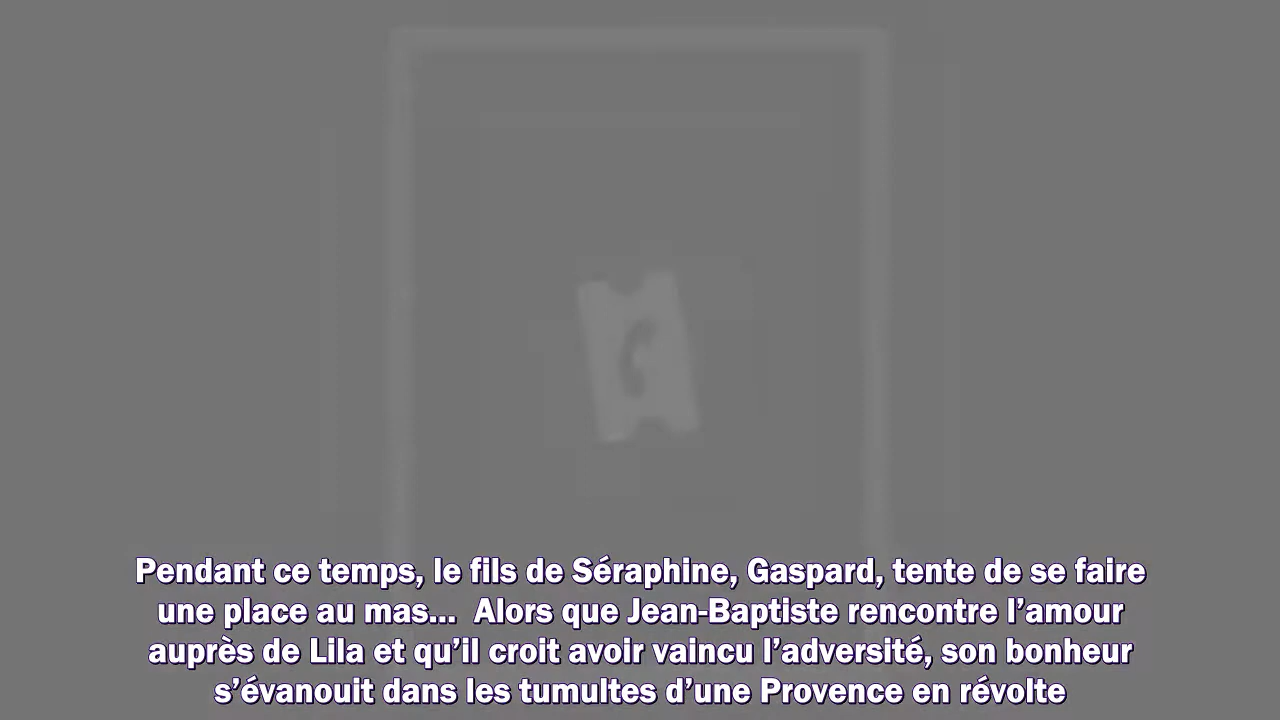 Pendant ce temps, le fils de Séraphine, Gaspard, tente de se faire
une place au mas...  Alors que Jean-Baptiste rencontre l’amour
auprès de Lila et qu’il croit avoir vaincu l’adversité, son bonheur
s’évanouit dans les tumultes d’une Provence en révolte